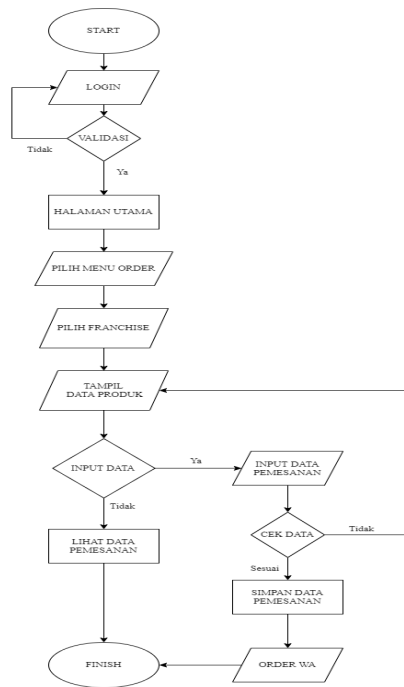 START
LOGIN
VALIDASI
Tidak
Ya
HALAMAN UTAMA
PILIH MENU ORDER
PILIH FRANCHISE
TAMPIL
DATA PRODUK
INPUT DATA
Ya
INPUT DATA
PEMESANAN
Tidak
CEK DATA
Tidak
LIHAT DATA
PEMESANAN
Sesuai
SIMPAN DATA
PEMESANAN
FINISH
ORDER WA